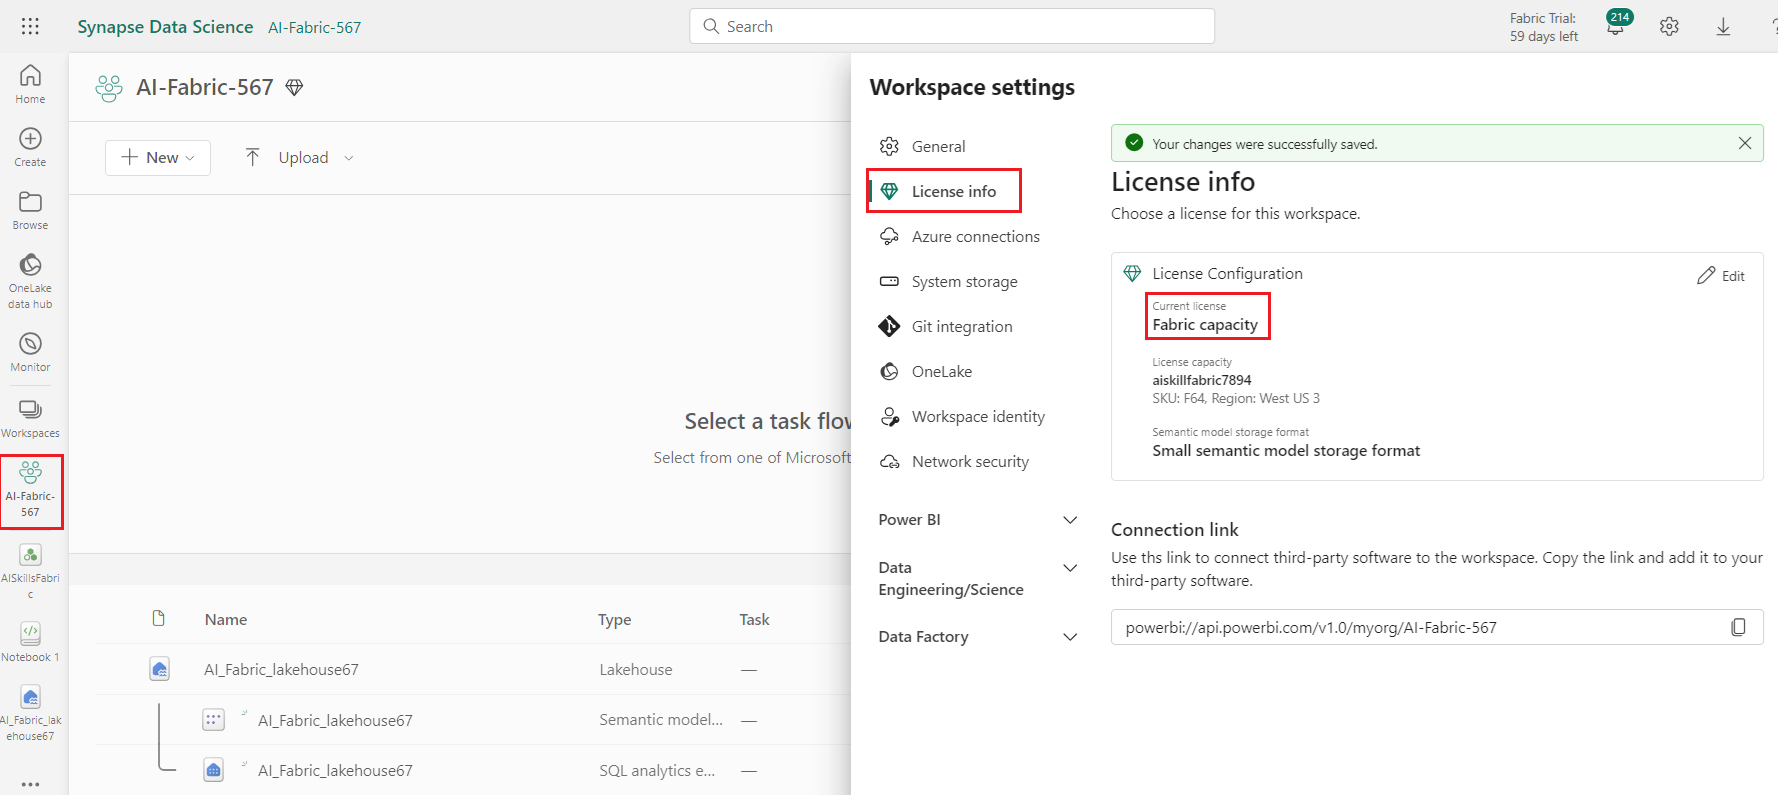 Synapse Data Science AI-Fabric-567
Search
Fabric Trial:
59 days left
214
Home
Create
Browse
OneLake
data hub
Monitor
Workspaces
AI-Fabric-
567
AISkillsFabri
c
Notebook 1
AI_Fabric_lak
ehouse67
AI-Fabric-567
New
Upload
Select a task flow
Select from one of Microsoft
Name Type Task
AI_Fabric_lakehouse67 Lakehouse —
AI_Fabric_lakehouse67 Semantic model... —
AI_Fabric_lakehouse67 SQL analytics e... —
Workspace settings
General
License info
Azure connections
System storage
Git integration
OneLake
Workspace identity
Network security
Power BI
Data
Engineering/Science
Data Factory
Your changes were successfully saved.
License info
Choose a license for this workspace.
License Configuration
Edit
Current license
Fabric capacity
License capacity
aiskillfabric7894
SKU: F64, Region: West US 3
Semantic model storage format
Small semantic model storage format
Connection link
Use ths link to connect third-party software to the workspace. Copy the link and add it to your
third-party software.
powerbi://api.powerbi.com/v1.0/myorg/AI-Fabric-567